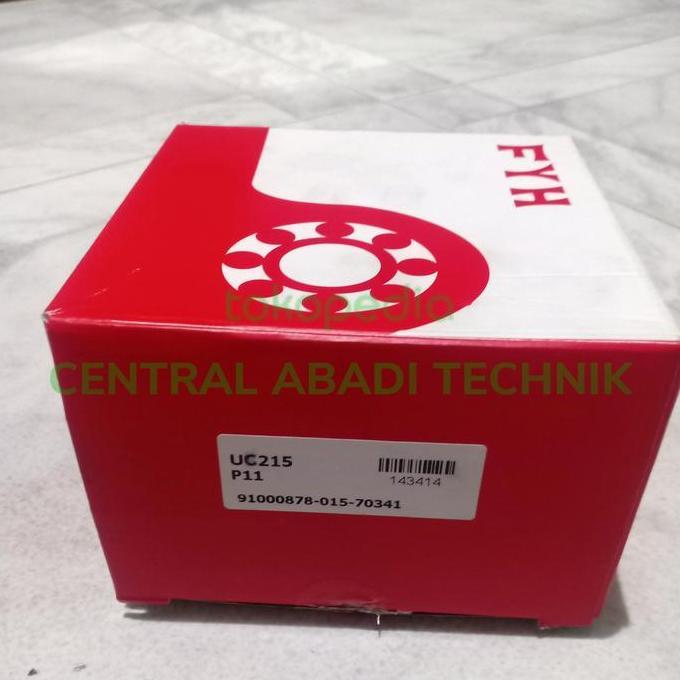 FYH
tokopedia
CENTRAL ABADI TECHNIK
UC215
P11
143414
91000878-015-70341